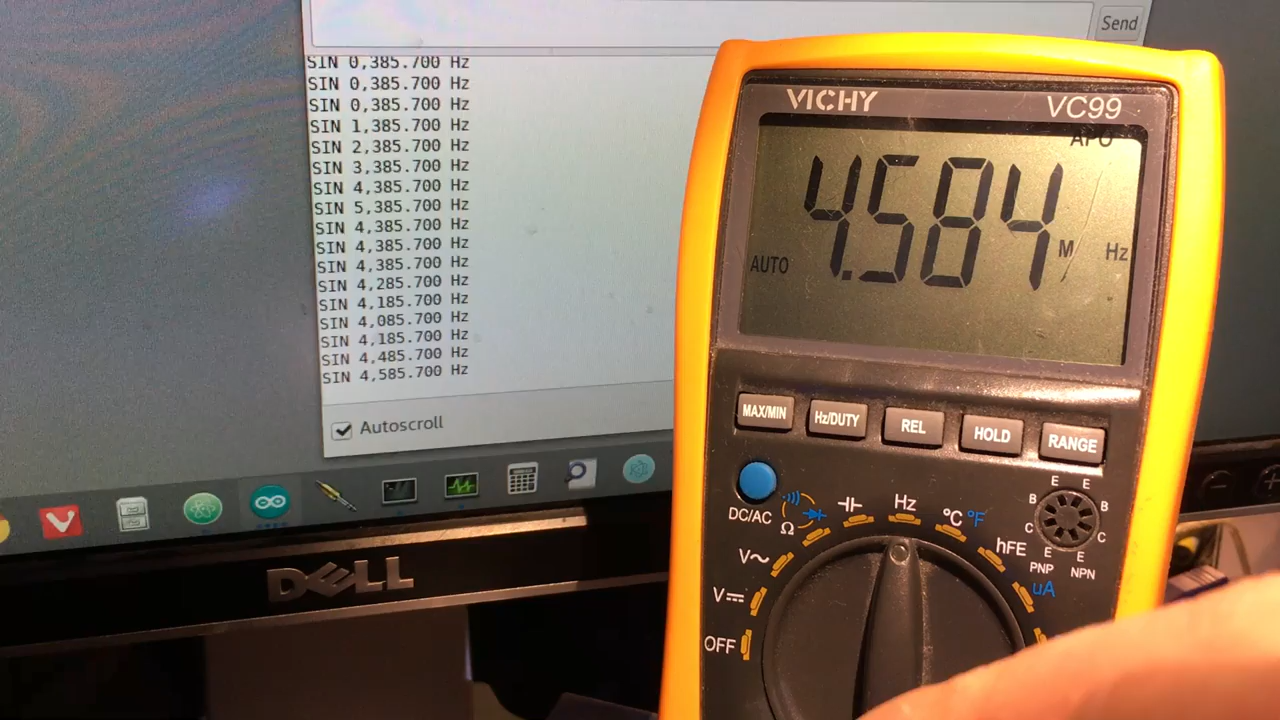 Send
SIN 0,385.700 Hz
SIN 0,385.700 Hz
SIN 0,385.700 Hz
SIN 1,385.700 Hz
SIN 2,385.700 Hz
SIN 3,385.700 Hz
SIN 4,385.700 Hz
SIN 5,385.700 Hz
SIN 4,385.700 Hz
SIN 4,385.700 Hz
SIN 4,385.700 Hz
SIN 4,285.700 Hz
SIN 4,185.700 Hz
SIN 4,085.700 Hz
SIN 4,185.700 Hz
SIN 4,485.700 Hz
SIN 4,585.700 Hz
Autoscroll
DELL
VICHY VC99
APO
4.584
AUTO M Hz
MAX/MIN Hz/DUTY REL HOLD RANGE
DC/AC Ω Hz °C °F
hFE
E E
B B
C C
E E
PNP NPN
V~
V⎓
OFF
uA